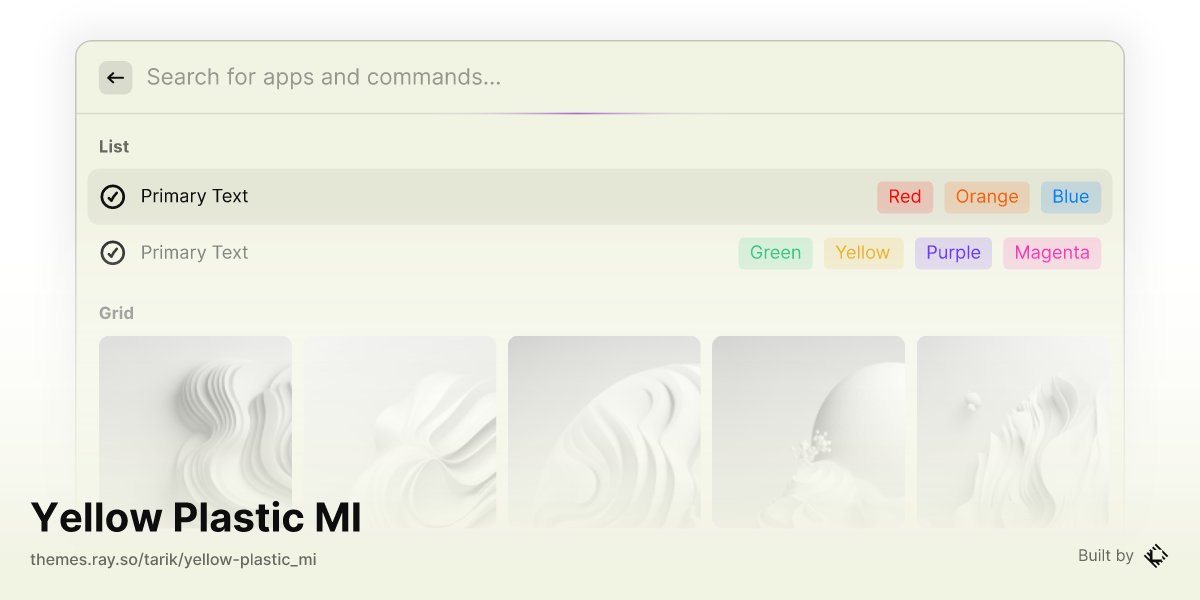 Search for apps and commands...
List
Primary Text Red Orange Blue
Primary Text Green Yellow Purple Magenta
Grid
Yellow Plastic MI
themes.ray.so/tarik/yellow-plastic_mi
Built by